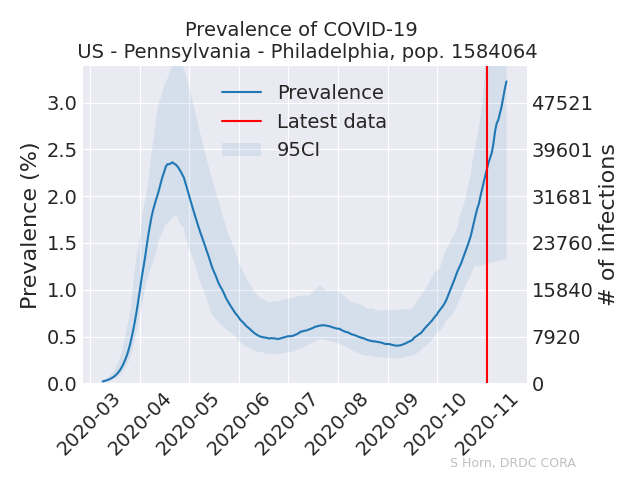 Prevalence of COVID-19
US - Pennsylvania - Philadelphia, pop. 1584064
Prevalence
Latest data
95CI
Prevalence (%)
3.0
2.5
2.0
1.5
1.0
0.5
0.0
47521
39601
31681
23760
15840
7920
0
# of infections
2020-03
2020-04
2020-05
2020-06
2020-07
2020-08
2020-09
2020-10
2020-11
S Horn, DRDC CORA